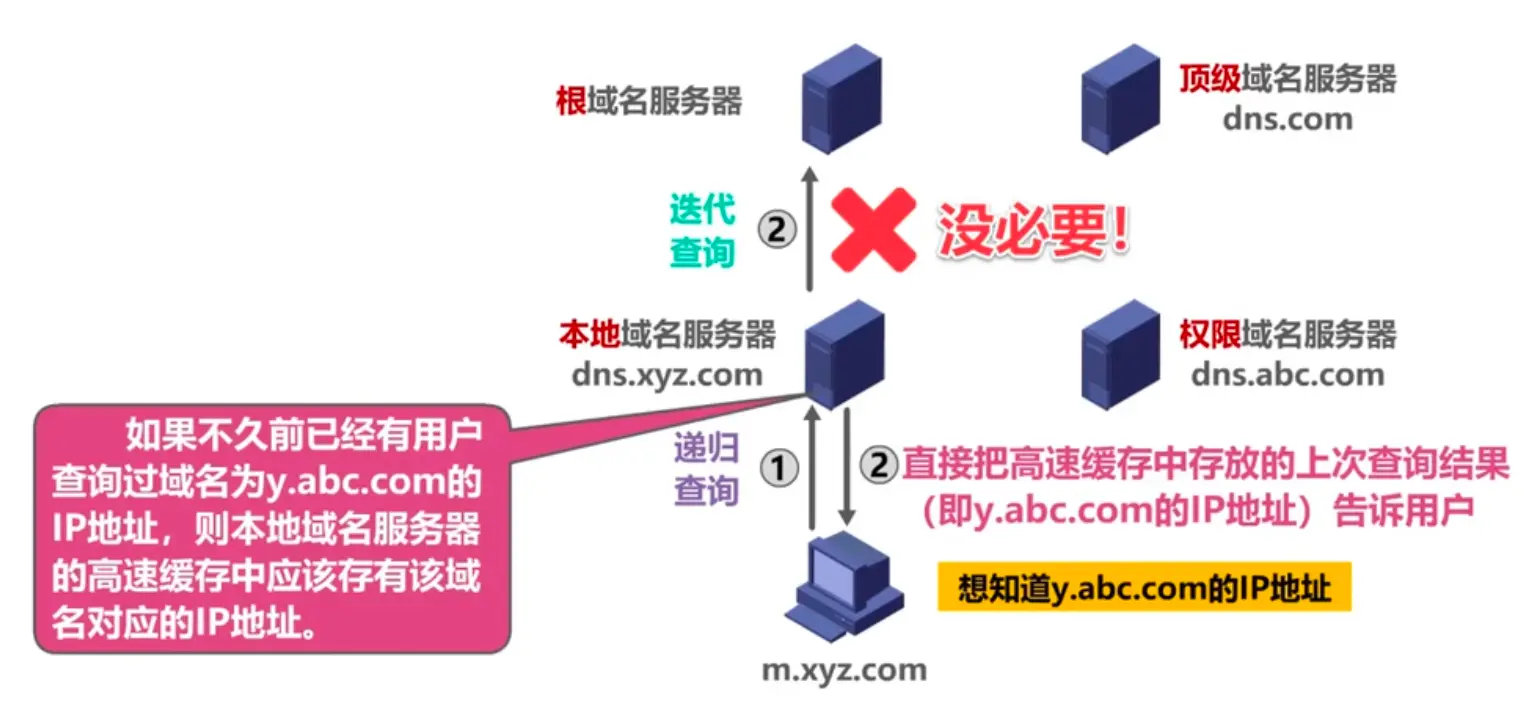 根域名服务器
顶级域名服务器
dns.com
迭代
查询
②
没必要！
本地域名服务器
dns.xyz.com
权限域名服务器
dns.abc.com
如果不久前已经有用户
查询过域名为y.abc.com的
IP地址，则本地域名服务器
的高速缓存中应该存有该域
名对应的IP地址。
递归
查询
①
②直接把高速缓存中存放的上次查询结果
（即y.abc.com的IP地址）告诉用户
想知道y.abc.com的IP地址
m.xyz.com